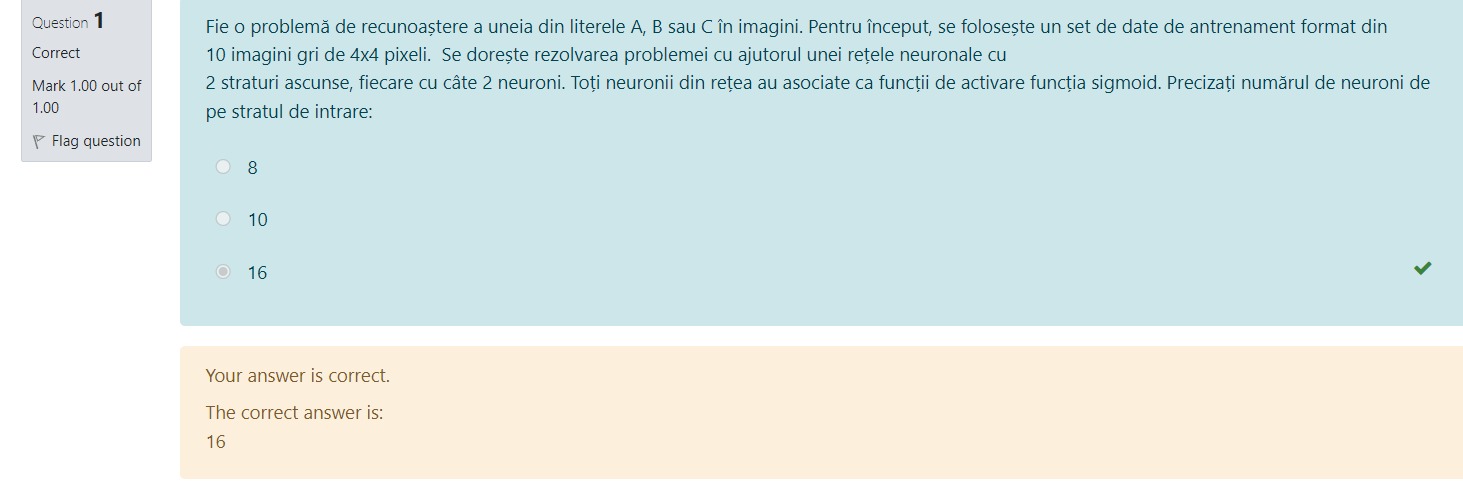 Question 1
Correct
Mark 1.00 out of
1.00
Flag question
Fie o problemă de recunoaștere a uneia din literele A, B sau C în imagini. Pentru început, se folosește un set de date de antrenament format din
10 imagini gri de 4x4 pixeli. Se dorește rezolvarea problemei cu ajutorul unei rețele neuronale cu
2 straturi ascunse, fiecare cu câte 2 neuroni. Toți neuronii din rețea au asociate ca funcții de activare funcția sigmoid. Precizați numărul de neuroni de
pe stratul de intrare:
8
10
16
Your answer is correct.
The correct answer is:
16